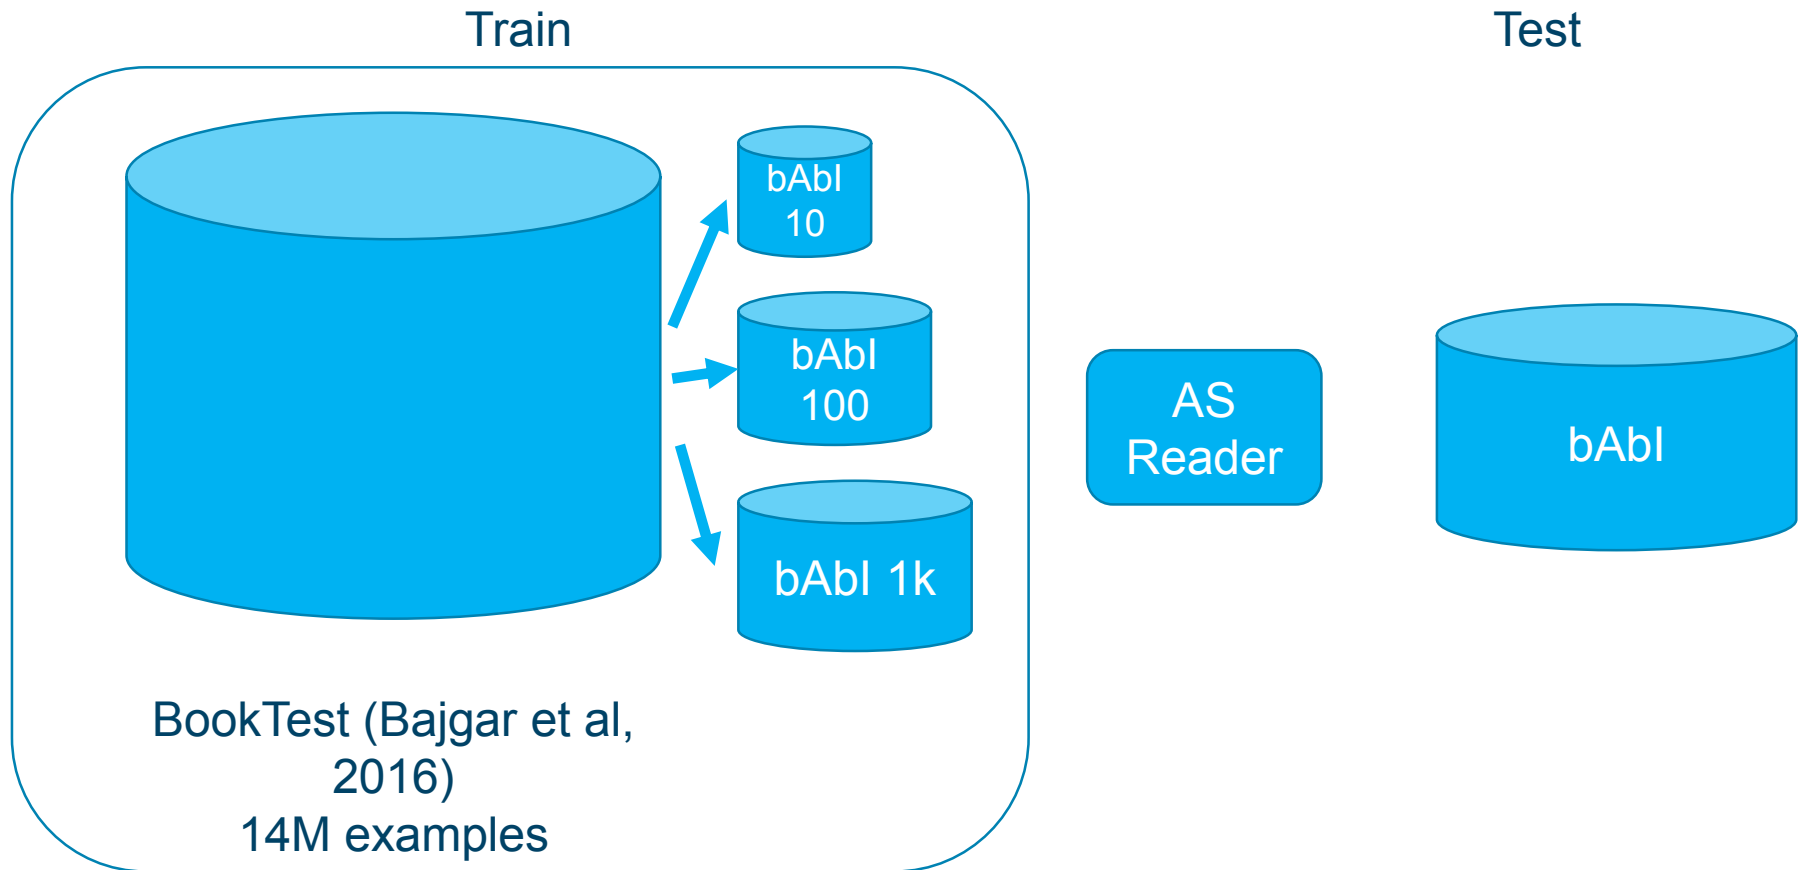 Train
Test
bAbI
10
bAbI
100
bAbI 1k
BookTest (Bajgar et al,
2016)
14M examples
AS
Reader
bAbI